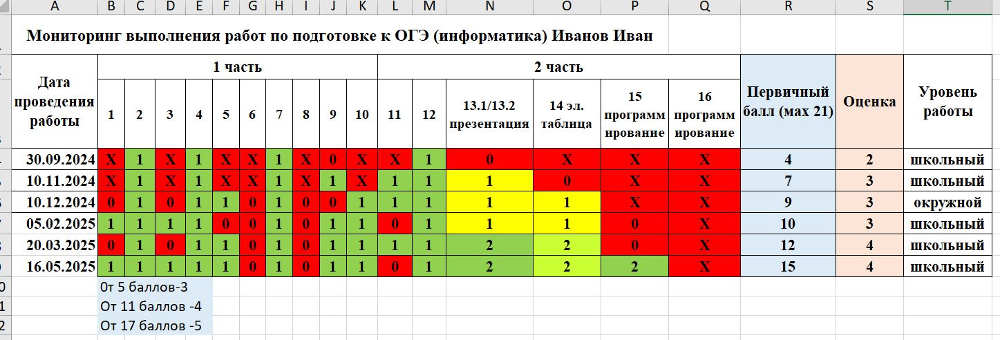 A B C D E F G H I J K L M N O P Q R S T
Мониторинг выполнения работ по подготовке к ОГЭ (информатика) Иванов Иван
Дата проведения работы 1 часть 2 часть Первичный балл (мах 21) Оценка Уровень работы
1 2 3 4 5 6 7 8 9 10 11 12 13.1/13.2 презентация 14 эл. таблица 15 программ ирование 16 программ ирование
30.09.2024 X 1 X 1 X X 1 X 0 X X 1 0 X X X 4 2 школьный
10.11.2024 X 1 X 1 X X 1 X 1 X 1 1 1 0 X X 7 3 школьный
10.12.2024 0 1 0 1 1 0 1 0 0 1 1 1 1 1 X X 9 3 окружной
05.02.2025 1 1 1 1 0 0 1 0 1 1 0 1 1 1 0 X 10 3 школьный
20.03.2025 0 1 0 1 1 0 1 0 1 1 1 1 2 2 0 X 12 4 школьный
16.05.2025 1 1 1 1 1 0 1 0 1 1 0 1 2 2 2 X 15 4 школьный
0т 5 баллов-3
От 11 баллов -4
От 17 баллов -5